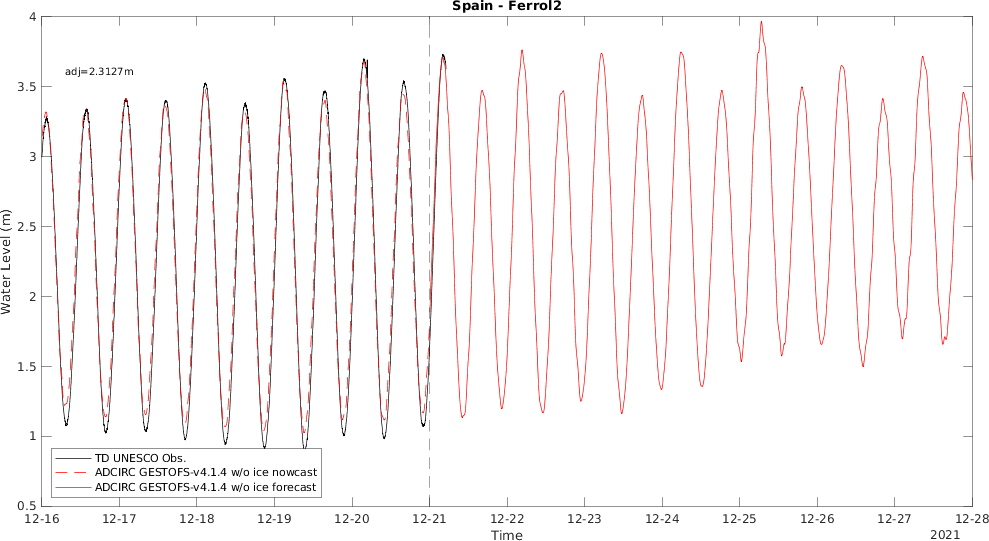 Spain - Ferrol2
adj=2.3127m
4
3.5
3
2.5
2
1.5
1
0.5
Water Level (m)
TD UNESCO Obs.
ADCIRC GESTOFS-v4.1.4 w/o ice nowcast
ADCIRC GESTOFS-v4.1.4 w/o ice forecast
12-16 12-17 12-18 12-19 12-20 12-21 12-22 12-23 12-24 12-25 12-26 12-27 12-28
Time
2021